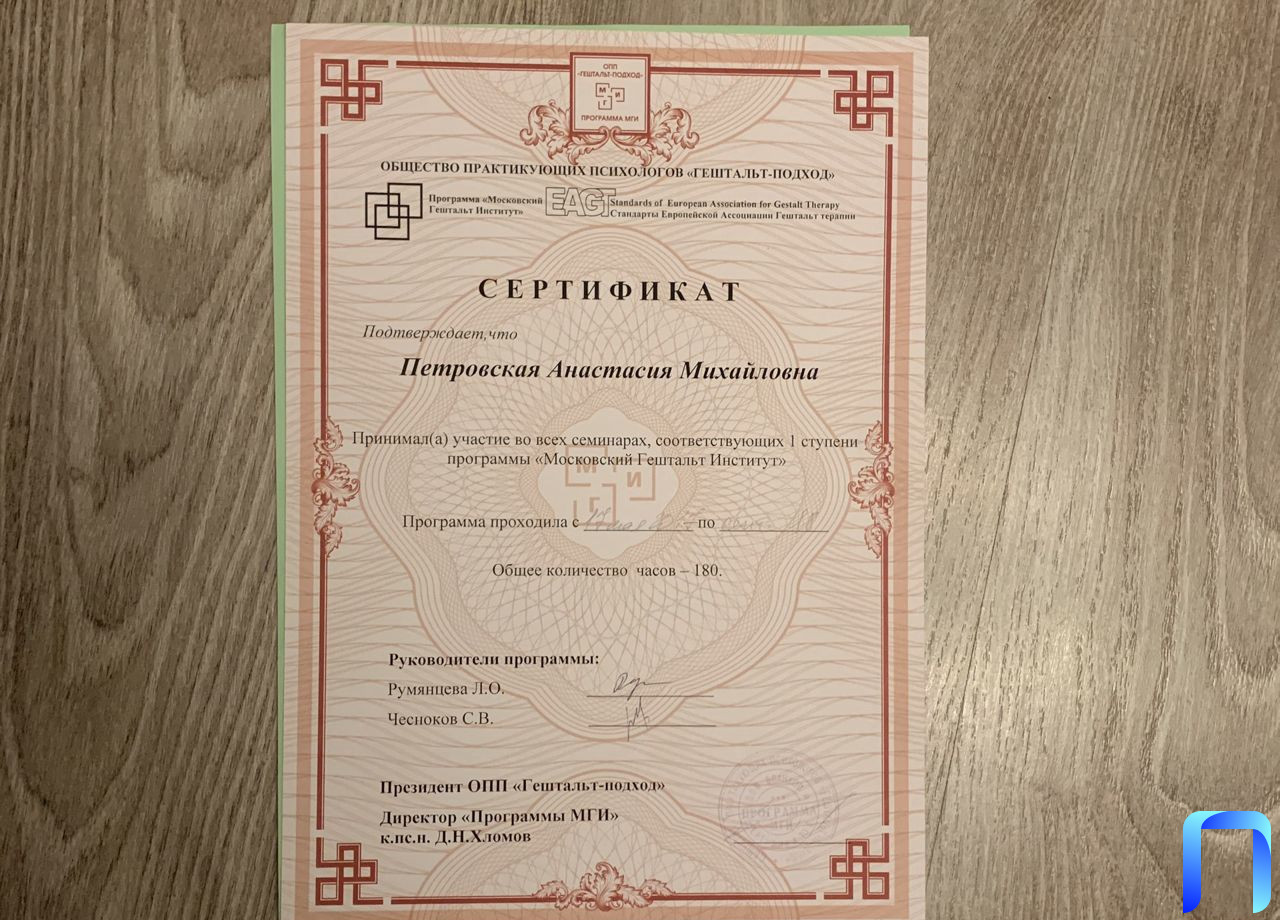 ОПП
«ГЕШТАЛЬТ-ПОДХОД»
М И
Г
ПРОГРАММА МГИ
ОБЩЕСТВО ПРАКТИКУЮЩИХ ПСИХОЛОГОВ «ГЕШТАЛЬТ-ПОДХОД»
Программа «Московский
Гештальт Институт»
EAGT
Standards of European Association for Gestalt Therapy
Стандарты Европейской Ассоциации Гештальт терапии
СЕРТИФИКАТ
Подтверждает,что
Петровская Анастасия Михайловна
Принимал(а) участие во всех семинарах, соответствующих 1 ступени
программы «Московский Гештальт Институт»
М И
Г
Программа проходила с по
Общее количество часов – 180.
Руководители программы:
Румянцева Л.О.
Чесноков С.В.
Президент ОПП «Гештальт-подход»
Директор «Программы МГИ»
к.пс.н. Д.Н.Хломов
ПРОГРАММА
МГИ